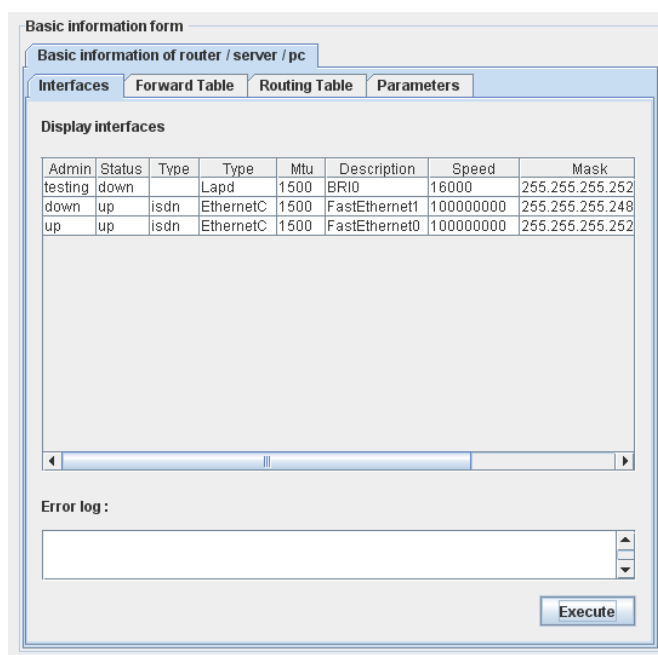 Basic information form
Basic information of router / server / pc
Interfaces Forward Table Routing Table Parameters
Display interfaces
Admin Status Type Type Mtu Description Speed Mask
testing down Lapd 1500 BRI0 16000 255.255.255.252
down up isdn EthernetC 1500 FastEthernet1 100000000 255.255.255.248
up up isdn EthernetC 1500 FastEthernet0 100000000 255.255.255.252
Error log :
Execute